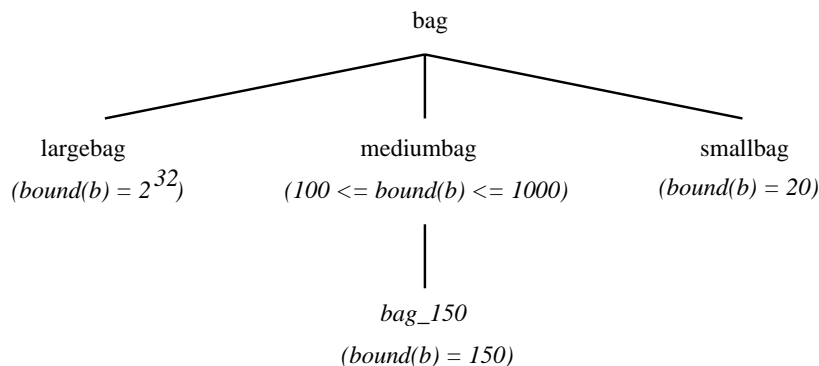 bag
largebag mediumbag smallbag
(bound(b) = 2^32) (100 <= bound(b) <= 1000) (bound(b) = 20)
bag_150
(bound(b) = 150)